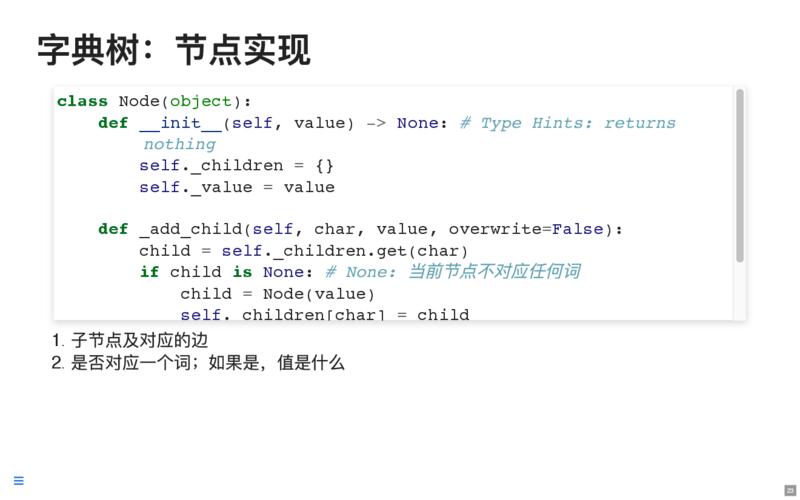 字典树：节点实现
class Node(object):
    def __init__(self, value) -> None: # Type Hints: returns
        nothing
        self._children = {}
        self._value = value
    def _add_child(self, char, value, overwrite=False):
        child = self._children.get(char)
        if child is None: # None: 当前节点不对应任何词
            child = Node(value)
            self._children[char] = child
1. 子节点及对应的边
2. 是否对应一个词；如果是，值是什么
23